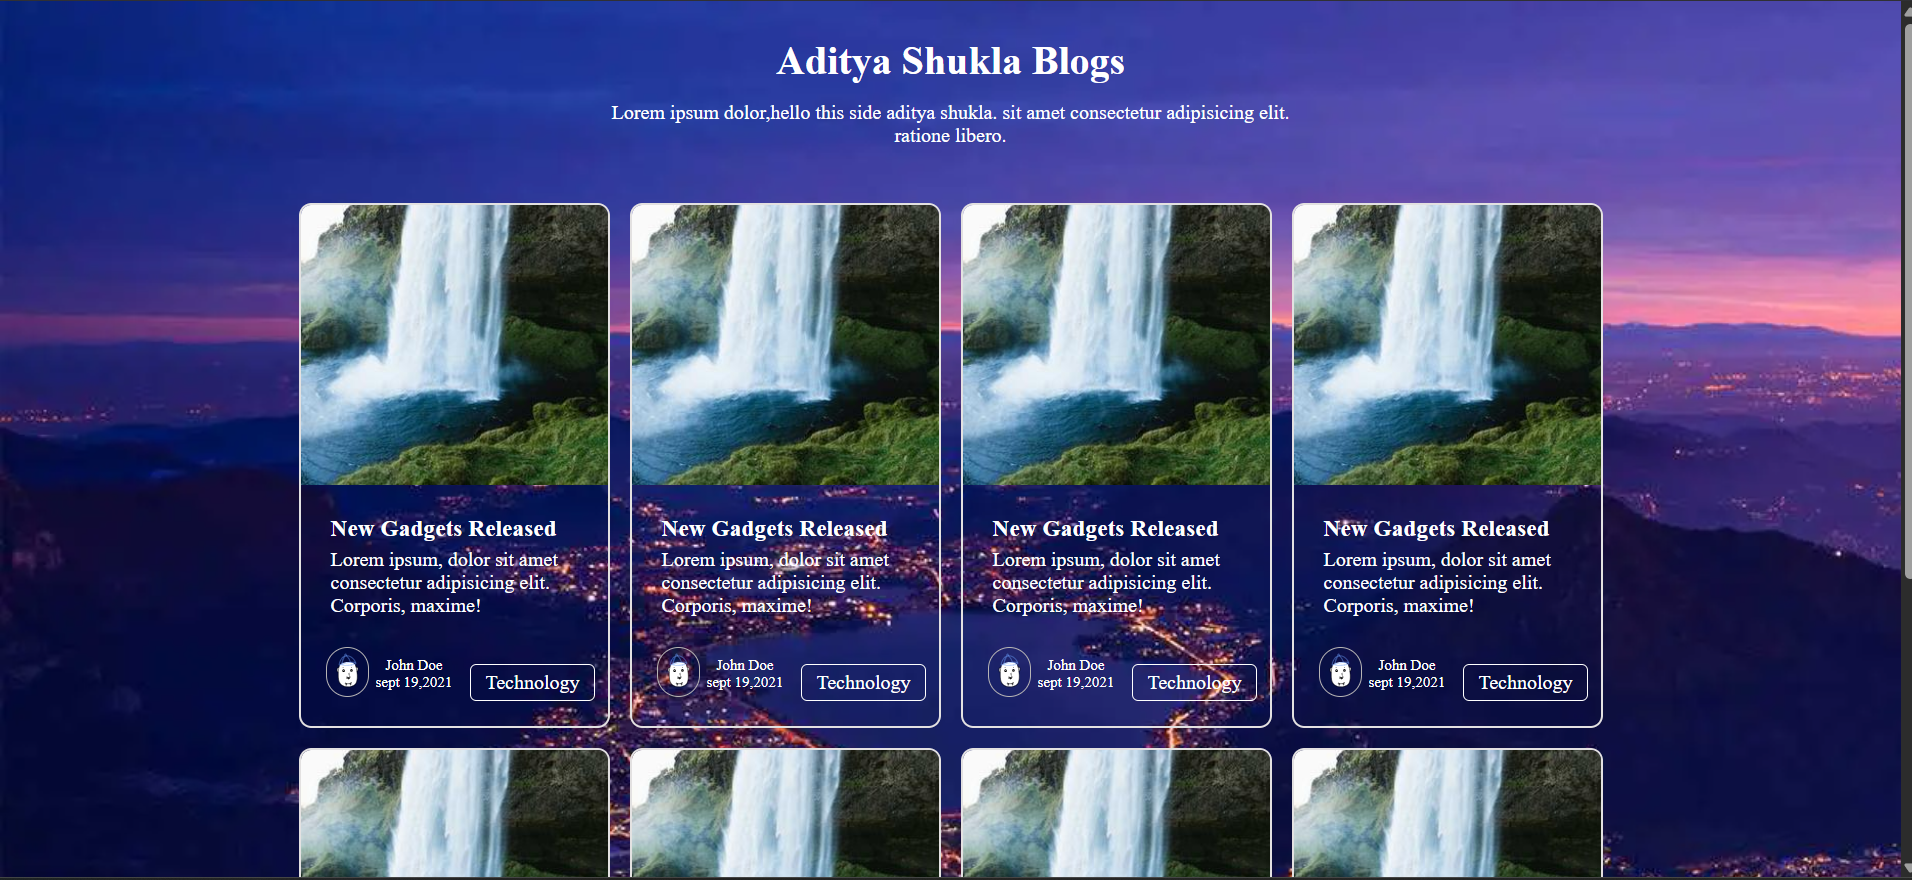 Aditya Shukla Blogs
Lorem ipsum dolor,hello this side aditya shukla. sit amet consectetur adipisicing elit.
ratione libero.
New Gadgets Released
Lorem ipsum, dolor sit amet
consectetur adipisicing elit.
Corporis, maxime!
John Doe
sept 19,2021
Technology
New Gadgets Released
Lorem ipsum, dolor sit amet
consectetur adipisicing elit.
Corporis, maxime!
John Doe
sept 19,2021
Technology
New Gadgets Released
Lorem ipsum, dolor sit amet
consectetur adipisicing elit.
Corporis, maxime!
John Doe
sept 19,2021
Technology
New Gadgets Released
Lorem ipsum, dolor sit amet
consectetur adipisicing elit.
Corporis, maxime!
John Doe
sept 19,2021
Technology